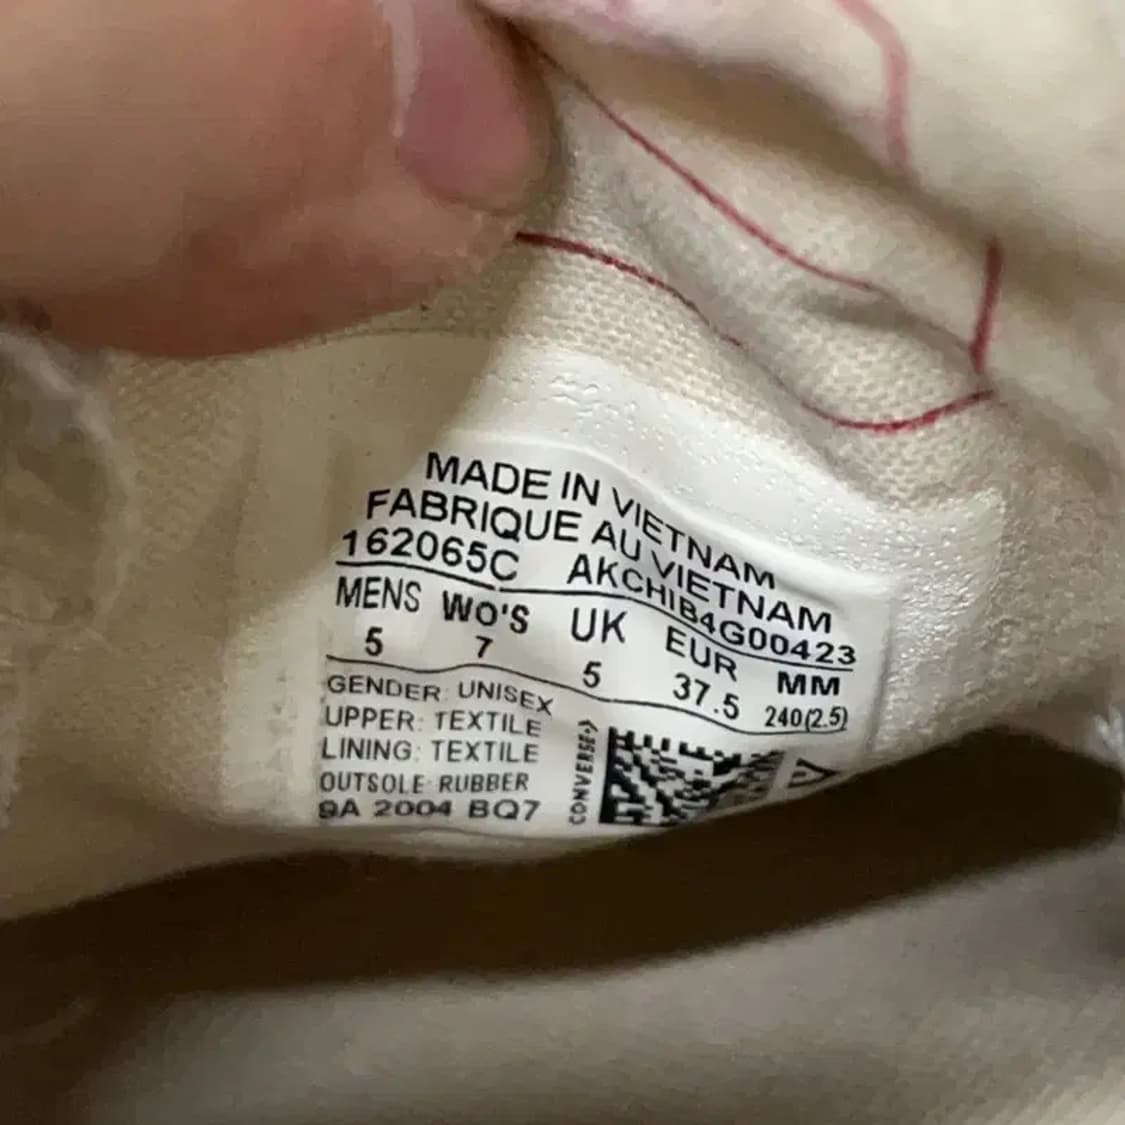 MADE IN VIETNAM
FABRIQUE AU VIETNAM
162065C AKCHIB4G00423
MENS WO'S UK EUR MM
5 7 5 37.5 240(2.5)
GENDER: UNISEX
UPPER: TEXTILE
LINING: TEXTILE
OUTSOLE: RUBBER
9A 2004 BQ7
CONVERSE